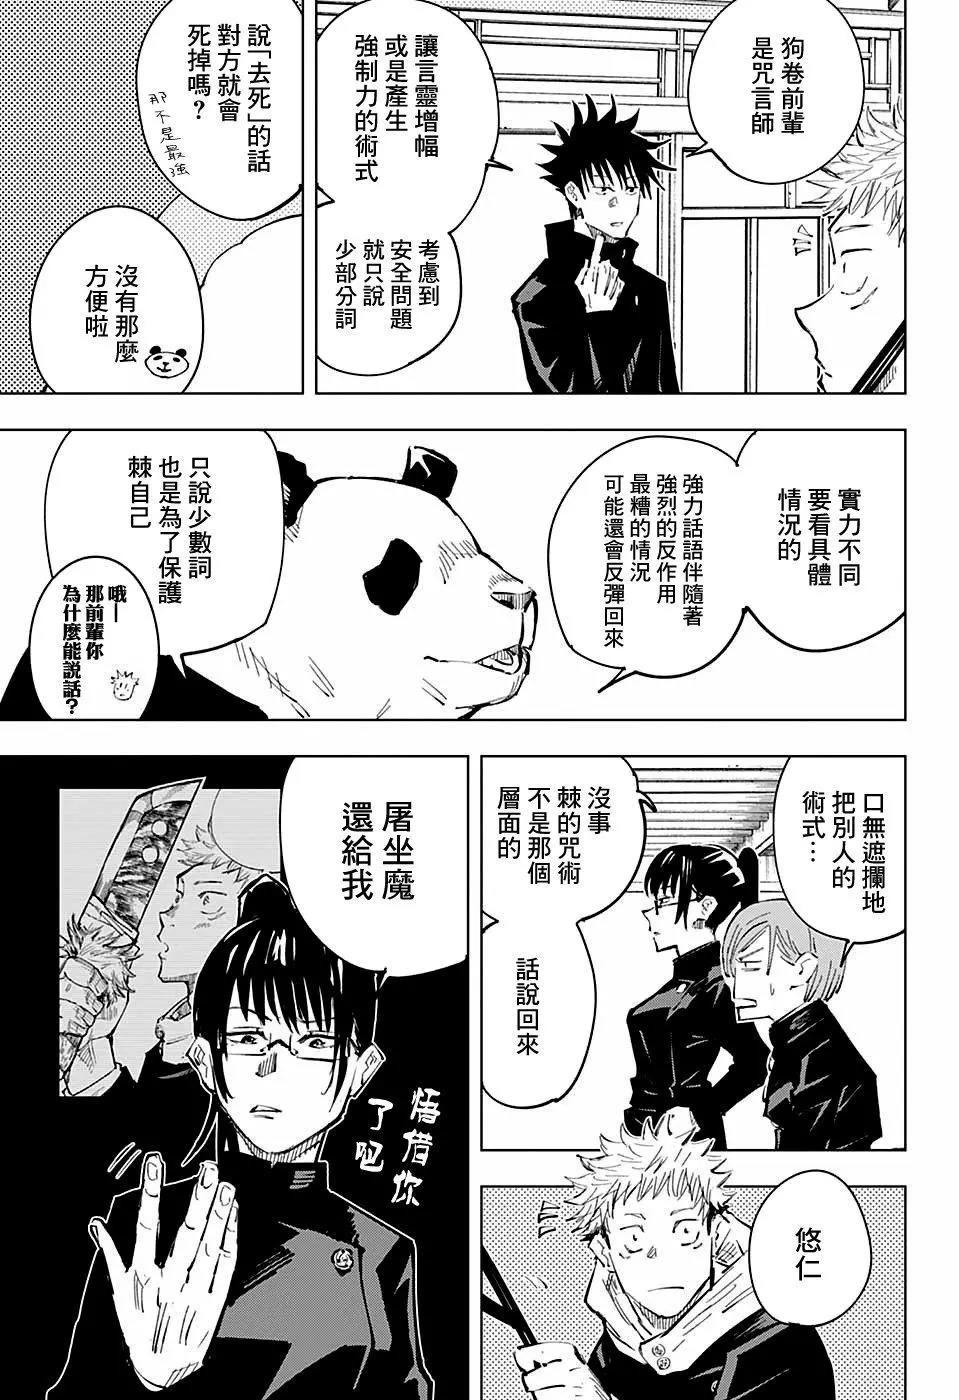 狗卷前輩
是咒言師
讓言靈增幅
或是產生
強制力的術式
考慮到
安全問題
就只說
少部分詞
說「去死」的話
對方就會
死掉嗎？
那不是最強
沒有那麼
方便啦
實力不同
要看具體
情況的
強力話語伴隨著
強烈的反作用
最糟的情況
可能還會反彈回來
只說少數詞
也是為了保護
棘自己
哦—
那前輩你
為什麼能說話？
口無遮攔地
把別人的
術式…
沒事
棘的咒術
不是那個
層面的
話說回來
悠仁
屠坐魔
還給我
悟借你
了吧